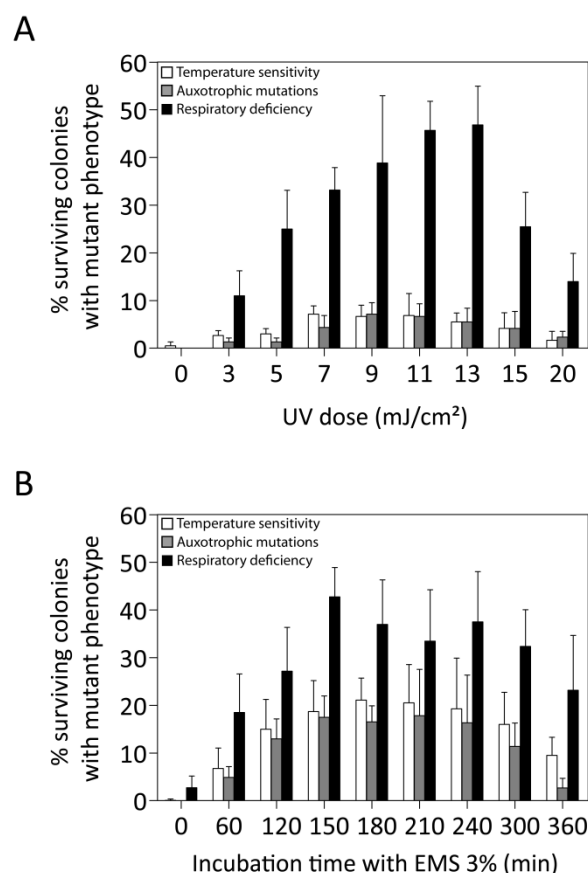 A
% surviving colonies
with mutant phenotype
60
50
40
30
20
10
0
Temperature sensitivity
Auxotrophic mutations
Respiratory deficiency
0 3 5 7 9 11 13 15 20
UV dose (mJ/cm²)
B
% surviving colonies
with mutant phenotype
60
50
40
30
20
10
0
Temperature sensitivity
Auxotrophic mutations
Respiratory deficiency
0 60 120 150 180 210 240 300 360
Incubation time with EMS 3% (min)